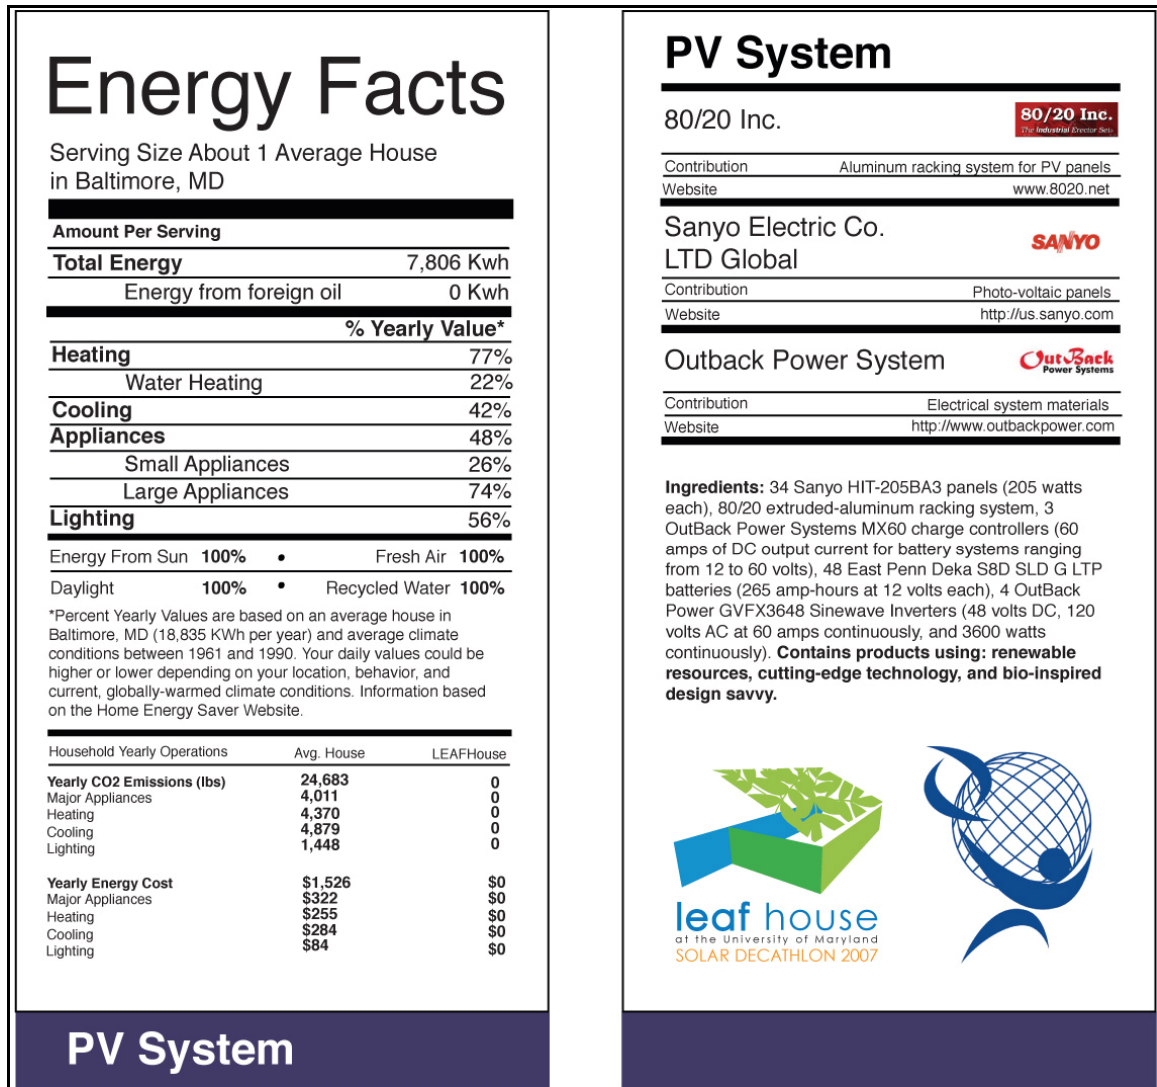 Energy Facts
Serving Size About 1 Average House
in Baltimore, MD
Amount Per Serving
Total Energy 7,806 Kwh
Energy from foreign oil 0 Kwh
% Yearly Value*
Heating 77%
Water Heating 22%
Cooling 42%
Appliances 48%
Small Appliances 26%
Large Appliances 74%
Lighting 56%
Energy From Sun 100% • Fresh Air 100%
Daylight 100% • Recycled Water 100%
*Percent Yearly Values are based on an average house in
Baltimore, MD (18,835 KWh per year) and average climate
conditions between 1961 and 1990. Your daily values could be
higher or lower depending on your location, behavior, and
current, globally-warmed climate conditions. Information based
on the Home Energy Saver Website.
Household Yearly Operations Avg. House LEAFHouse
Yearly CO2 Emissions (lbs) 24,683 0
Major Appliances 4,011 0
Heating 4,370 0
Cooling 4,879 0
Lighting 1,448 0
Yearly Energy Cost $1,526 $0
Major Appliances $322 $0
Heating $255 $0
Cooling $284 $0
Lighting $84 $0
PV System
PV System
80/20 Inc.
80/20 Inc.
The Industrial Erector Set®
Contribution Aluminum racking system for PV panels
Website www.8020.net
Sanyo Electric Co.
LTD Global
SANYO
Contribution Photo-voltaic panels
Website http://us.sanyo.com
Outback Power System
OutBack
Power Systems
Contribution Electrical system materials
Website http://www.outbackpower.com
Ingredients: 34 Sanyo HIT-205BA3 panels (205 watts
each), 80/20 extruded-aluminum racking system, 3
OutBack Power Systems MX60 charge controllers (60
amps of DC output current for battery systems ranging
from 12 to 60 volts), 48 East Penn Deka S8D SLD G LTP
batteries (265 amp-hours at 12 volts each), 4 OutBack
Power GVFX3648 Sinewave Inverters (48 volts DC, 120
volts AC at 60 amps continuously, and 3600 watts
continuously). Contains products using: renewable
resources, cutting-edge technology, and bio-inspired
design savvy.
leaf house
at the University of Maryland
SOLAR DECATHLON 2007